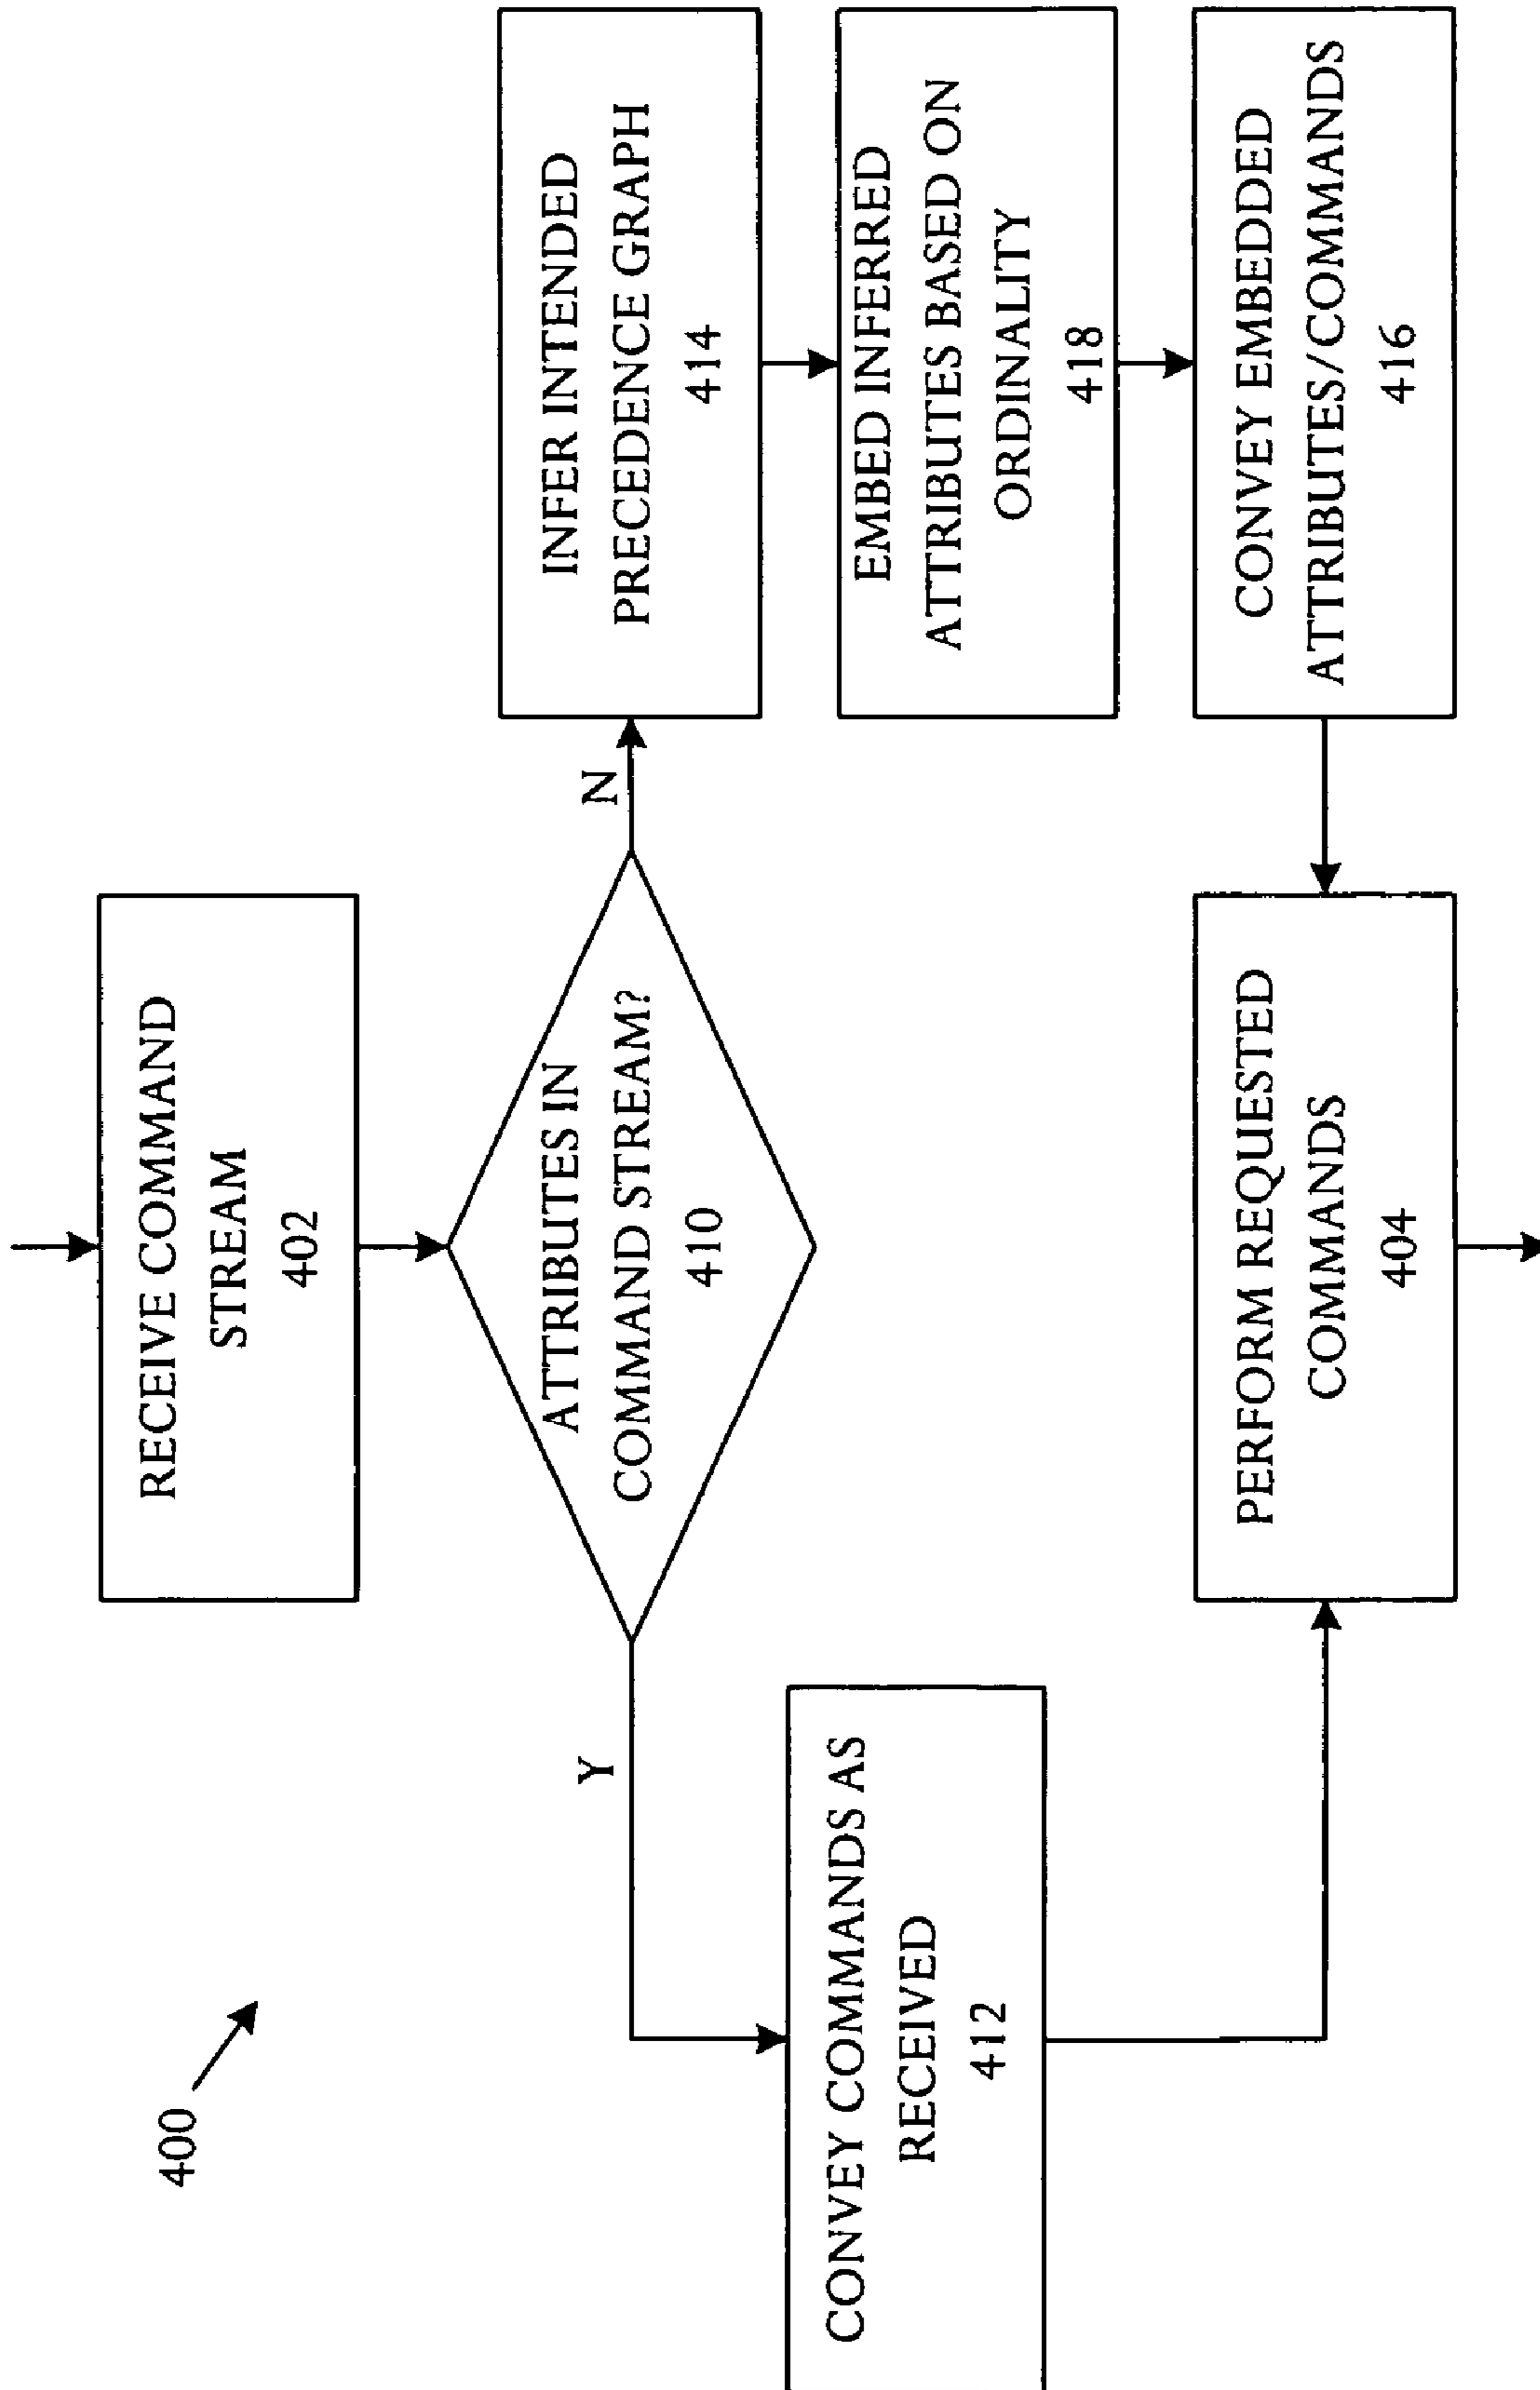 400
RECEIVE COMMAND
STREAM
402
ATTRIBUTES IN
COMMAND STREAM?
410
Y
N
CONVEY COMMANDS AS
RECEIVED
412
INFER INTENDED
PRECEDENCE GRAPH
414
EMBED INFERRED
ATTRIBUTES BASED ON
ORDINALITY
418
CONVEY EMBEDDED
ATTRIBUTES/COMMANDS
416
PERFORM REQUESTED
COMMANDS
404